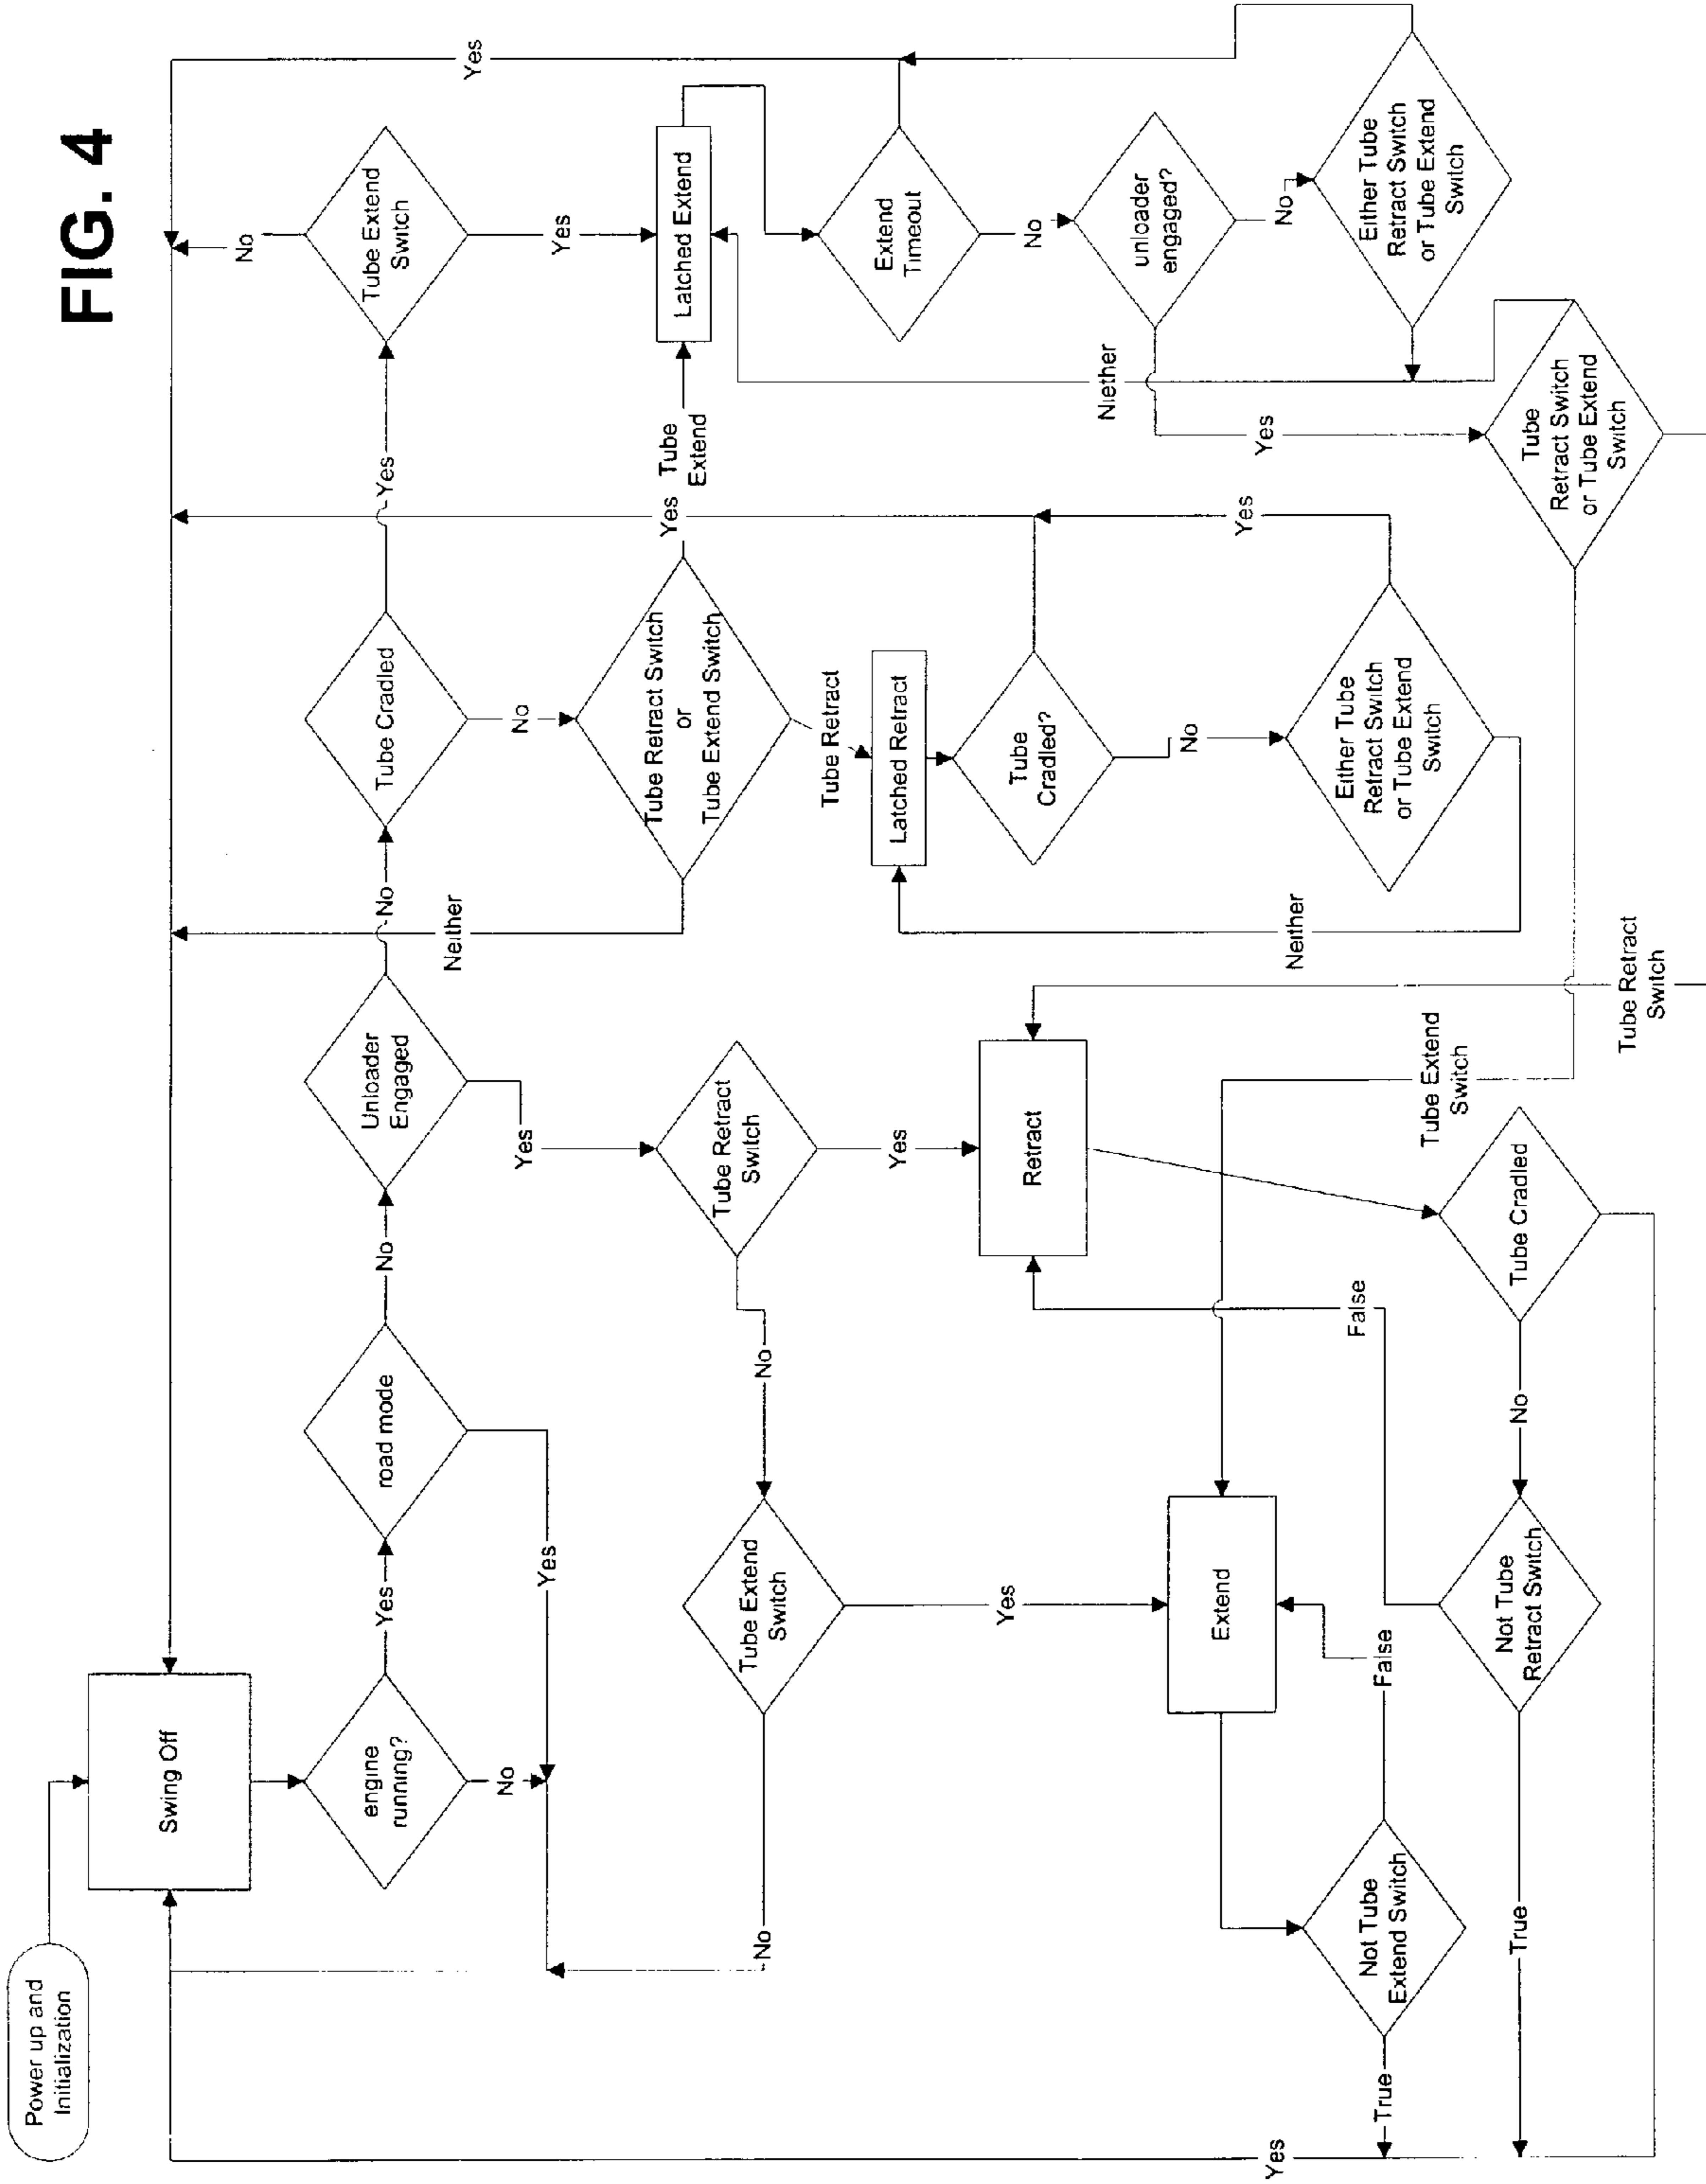 FIG. 4
Power up and
Initialization
Swing Off
engine
running?
Yes
No
road mode
No
Yes
Unloader
Engaged
No
Yes
Tube Cradled
Yes
No
Tube Extend
Switch
No
Yes
Yes
Neither
Tube Retract Switch
or
Tube Extend Switch
Yes
Tube
Extend
Tube Retract
Latched Extend
Extend
Timeout
No
unloader
engaged?
No
Yes
Niether
Either Tube
Retract Switch
or Tube Extend
Switch
Tube
Retract Switch
or Tube Extend
Switch
Latched Retract
Tube
Cradled?
No
Either Tube
Retract Switch
or Tube Extend
Switch
Yes
Neither
Tube Retract
Switch
Yes
No
Tube Extend
Switch
Yes
No
Retract
Extend
Tube Extend
Switch
Tube Retract
Switch
Tube Cradled
No
False
Not Tube
Retract Switch
True
False
Not Tube
Extend Switch
True
Yes